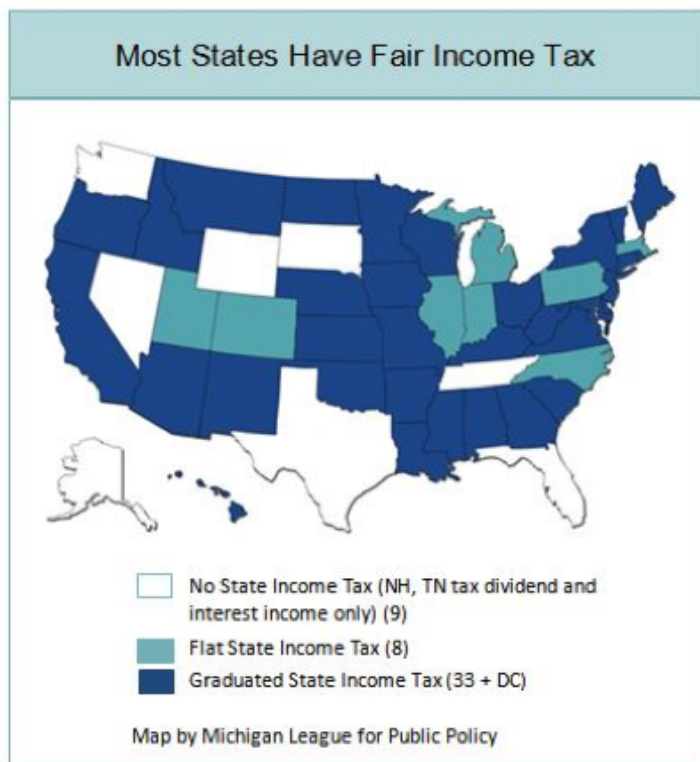 Most States Have Fair Income Tax
No State Income Tax (NH, TN tax dividend and
interest income only) (9)
Flat State Income Tax (8)
Graduated State Income Tax (33 + DC)
Map by Michigan League for Public Policy